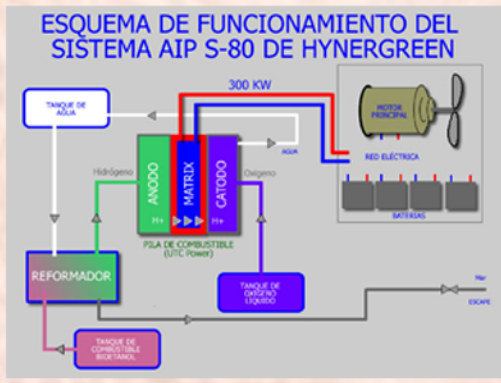 ESQUEMA DE FUNCIONAMIENTO DEL
SISTEMA AIP S-80 DE HYNERGREEN
300 KW
TANQUE DE
AGUA
MOTOR
PRINCIPAL
AGUA
RED ELÉCTRICA
Hidrógeno
ANODO
MATRIX
CATODO
Oxígeno
H+
H+
BATERIAS
PILA DE COMBUSTIBLE
(UTC Power)
REFORMADOR
TANQUE DE
OXIGENO
LIQUIDO
Mar
ESCAPE
TANQUE DE
COMBUSTIBLE
BIOETANOL